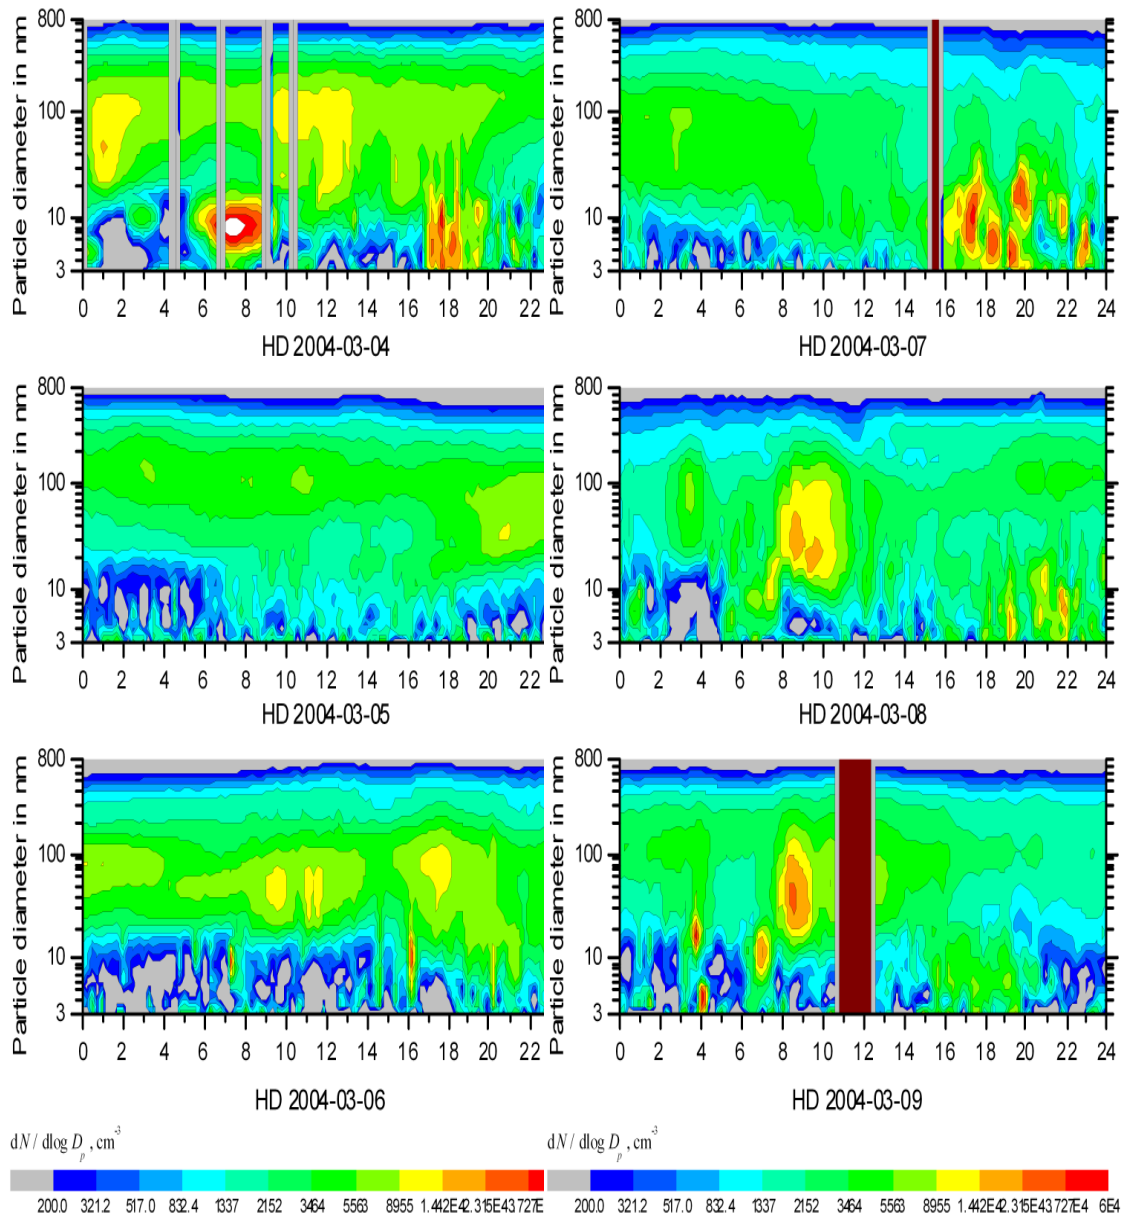 800
100
10
3
Particle diameter in nm
0 2 4 6 8 10 12 14 16 18 20 22
HD 2004-03-04
800
100
10
3
Particle diameter in nm
0 2 4 6 8 10 12 14 16 18 20 22 24
HD 2004-03-07
800
100
10
3
Particle diameter in nm
0 2 4 6 8 10 12 14 16 18 20 22
HD 2004-03-05
800
100
10
3
Particle diameter in nm
0 2 4 6 8 10 12 14 16 18 20 22 24
HD 2004-03-08
800
100
10
3
Particle diameter in nm
0 2 4 6 8 10 12 14 16 18 20 22
HD 2004-03-06
800
100
10
3
Particle diameter in nm
0 2 4 6 8 10 12 14 16 18 20 22 24
HD 2004-03-09
dN / dlog Dp , cm-3
200.0 321.2 517.0 832.4 1337 2152 3464 5563 8955 1.442E4 2.315E4 3727E
dN / dlog Dp , cm-3
200.0 321.2 517.0 832.4 1337 2152 3464 5563 8955 1.442E4 2.315E4 3727E4 6E4